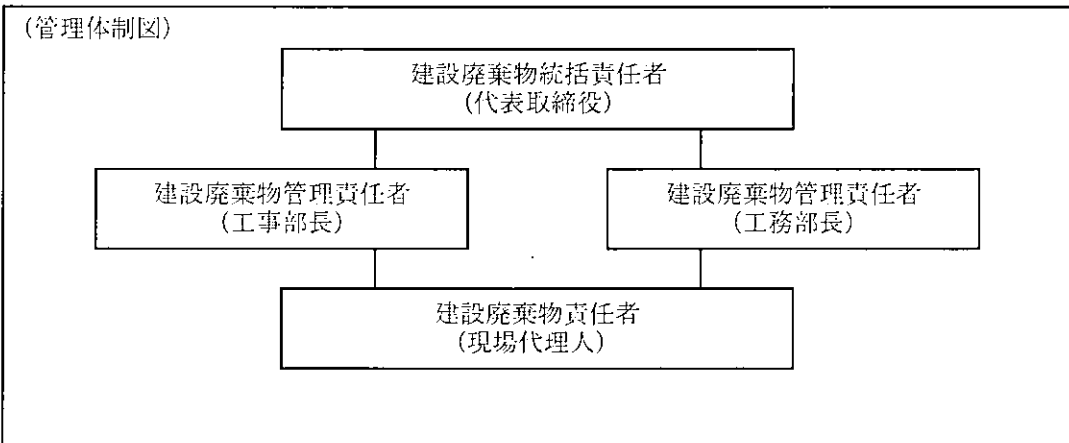 (管理体制図)
建設廃棄物統括責任者
(代表取締役)
建設廃棄物管理責任者
(工事部長)
建設廃棄物管理責任者
(工務部長)
建設廃棄物責任者
(現場代理人)